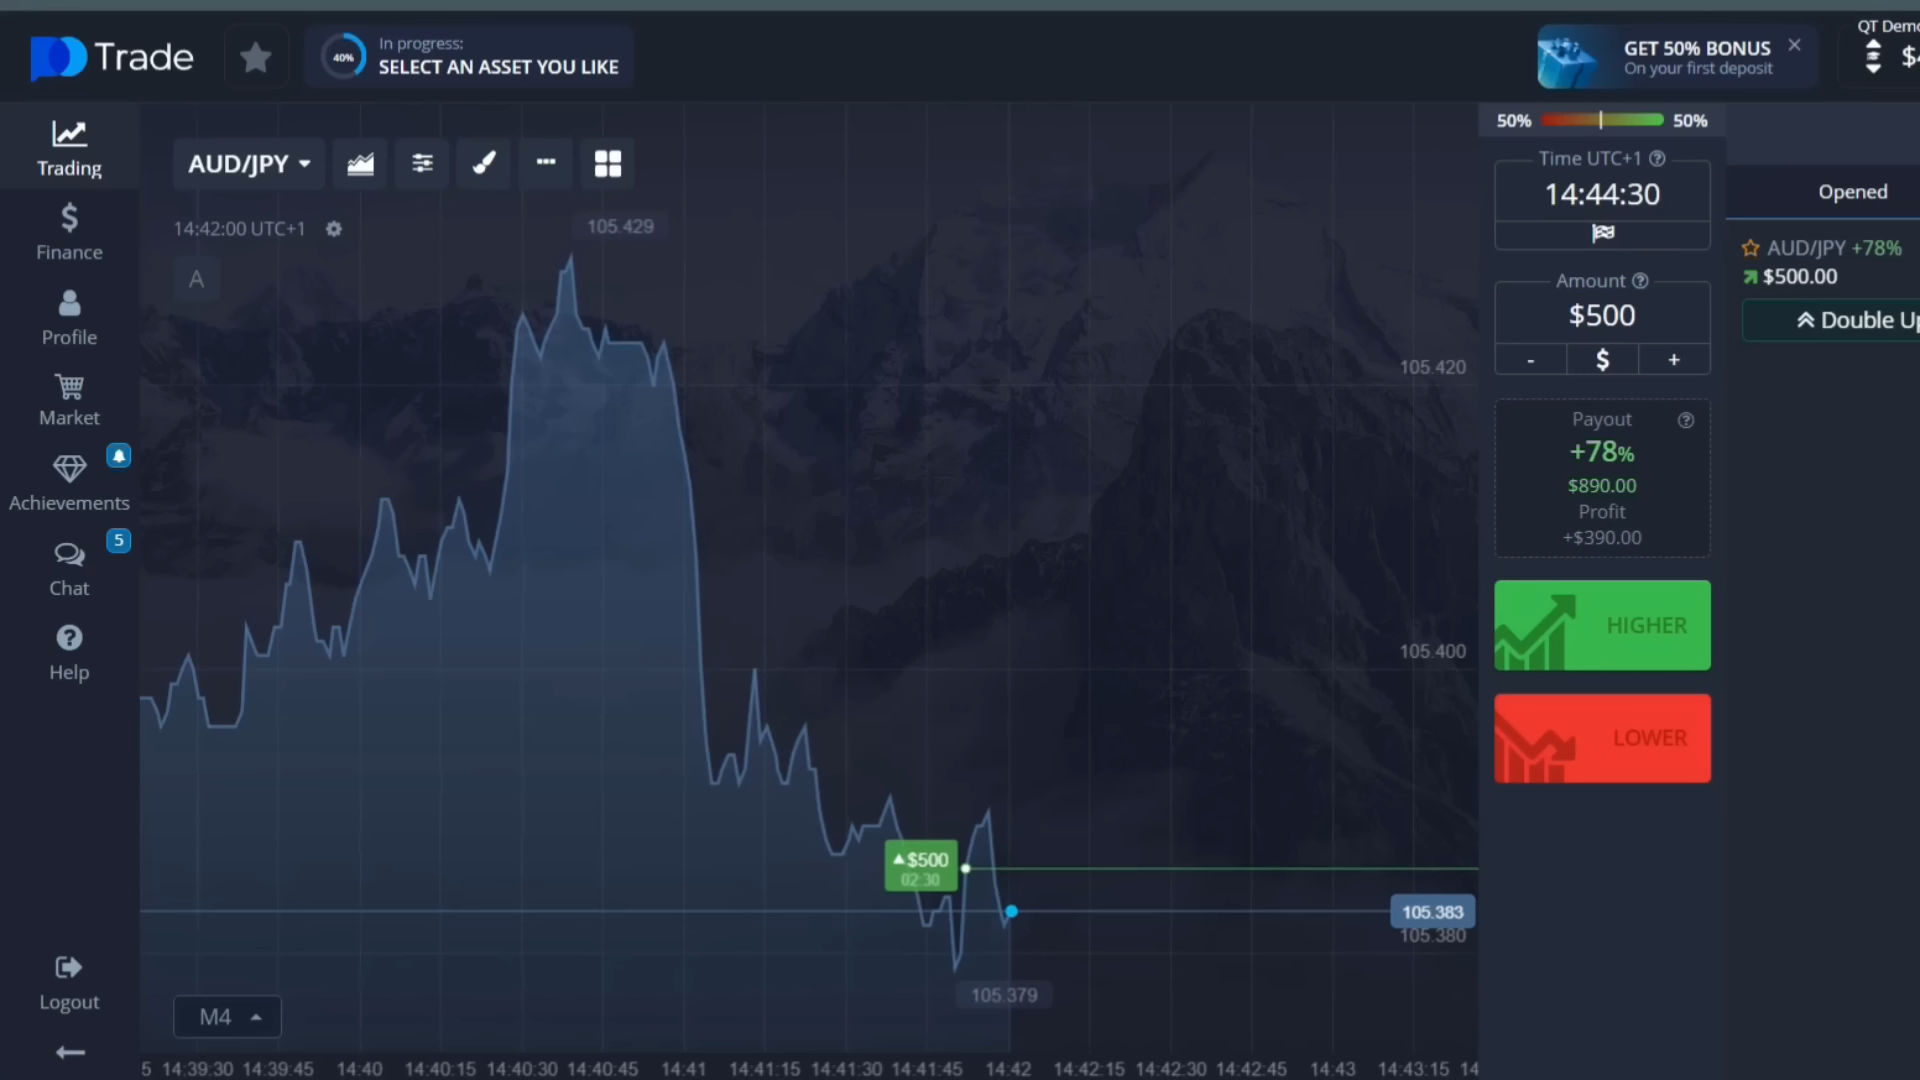 Trade
40%
In progress:
SELECT AN ASSET YOU LIKE
GET 50% BONUS
On your first deposit
QT Demo
$
Trading
Finance
Profile
Market
Achievements
5
Chat
Help
Logout
AUD/JPY
14:42:00 UTC+1
A
105.429
105.420
105.400
105.383
105.380
105.379
$500
02:30
M4
5 14:39:30 14:39:45 14:40 14:40:15 14:40:30 14:40:45 14:41 14:41:15 14:41:30 14:41:45 14:42 14:42:15 14:42:30 14:42:45 14:43 14:43:15 14
50% 50%
Time UTC+1
14:44:30
Amount
$500
- $ +
Payout
+78%
$890.00
Profit
+$390.00
HIGHER
LOWER
Opened
AUD/JPY +78%
$500.00
Double Up